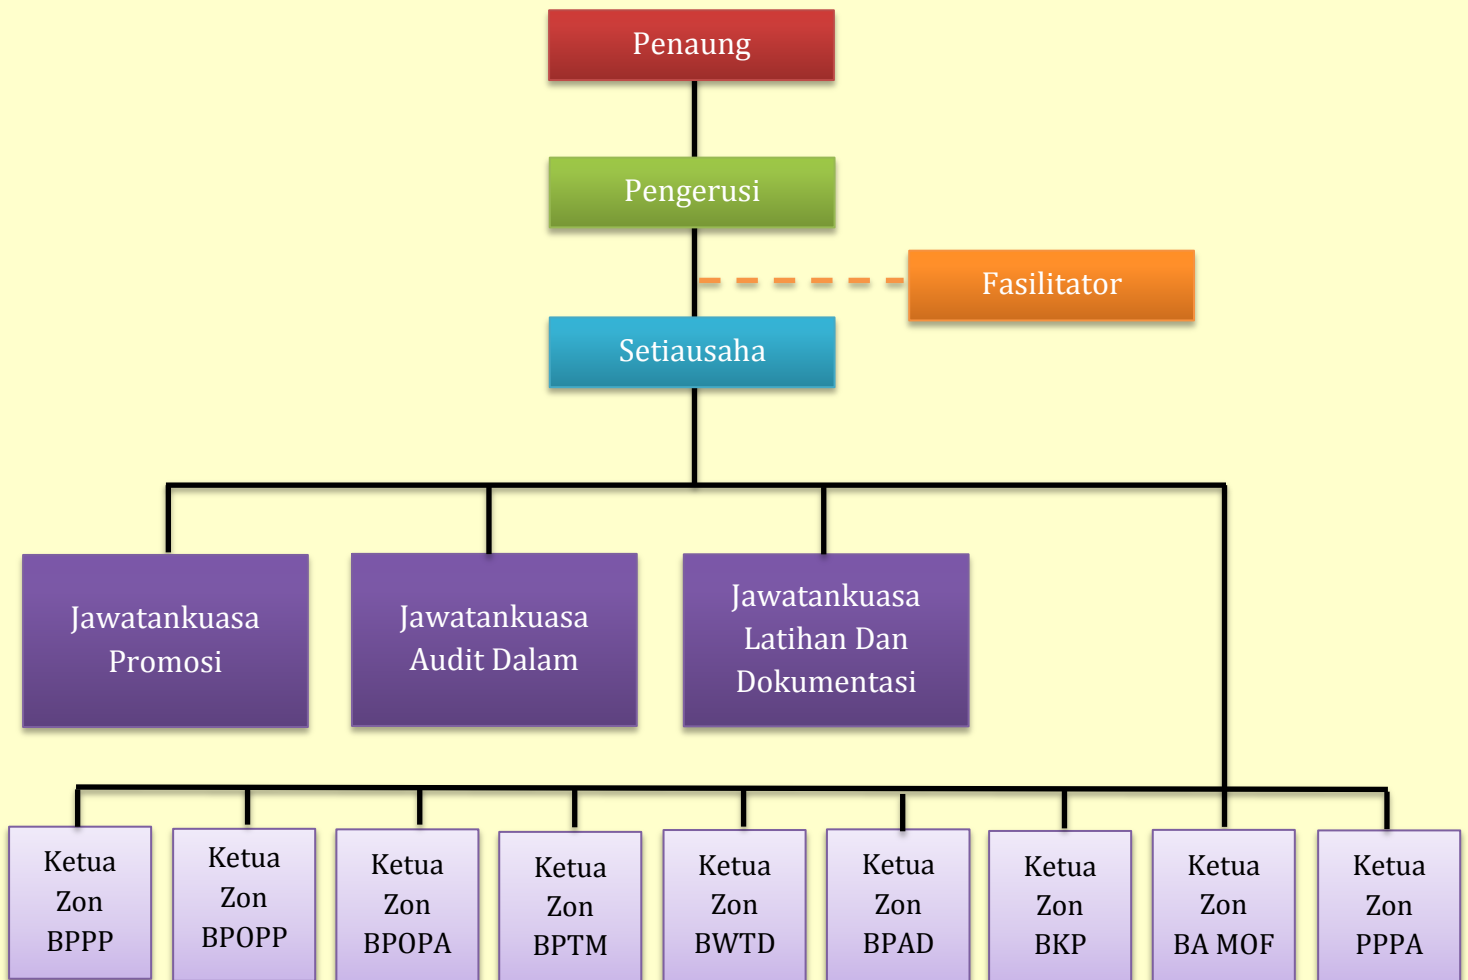 Penaung
Pengerusi
Fasilitator
Setiausaha
Jawatankuasa
Promosi
Jawatankuasa
Audit Dalam
Jawatankuasa
Latihan Dan
Dokumentasi
Ketua
Zon
BPPP
Ketua
Zon
BPOPP
Ketua
Zon
BPOPA
Ketua
Zon
BPTM
Ketua
Zon
BWTD
Ketua
Zon
BPAD
Ketua
Zon
BKP
Ketua
Zon
BA MOF
Ketua
Zon
PPPA